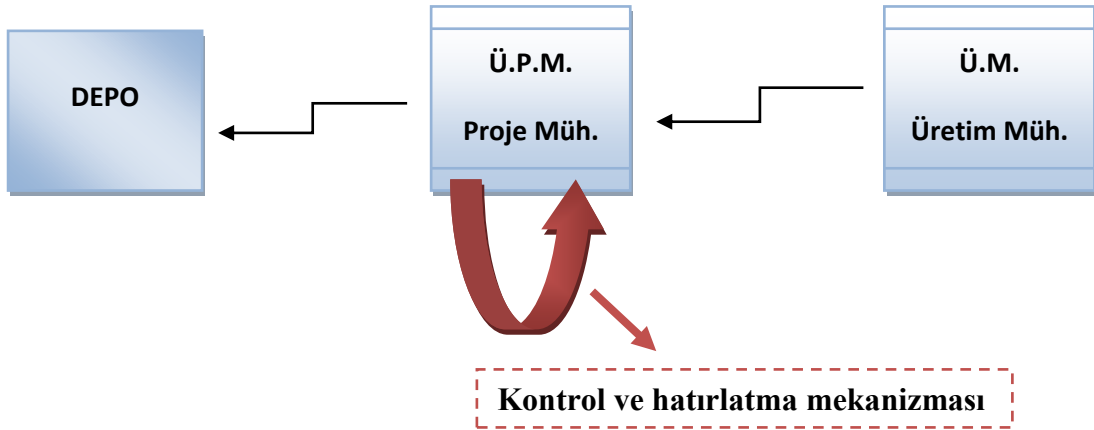 DEPO
Ü.P.M.
Proje Müh.
Ü.M.
Üretim Müh.
Kontrol ve hatırlatma mekanizması